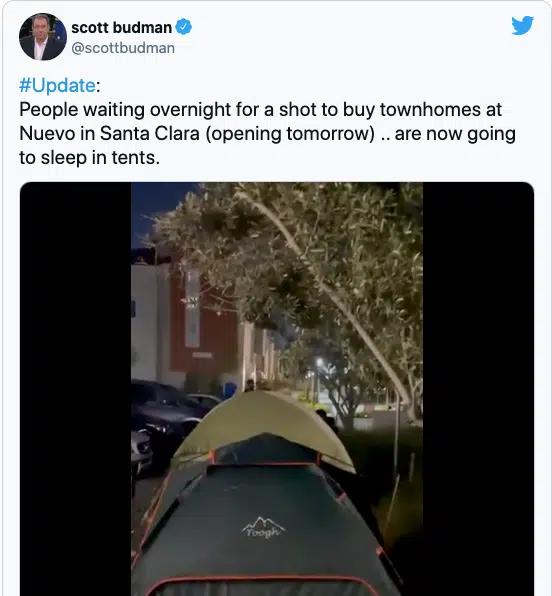 scott budman
@scottbudman
#Update:
People waiting overnight for a shot to buy townhomes at
Nuevo in Santa Clara (opening tomorrow) .. are now going
to sleep in tents.
Toogh